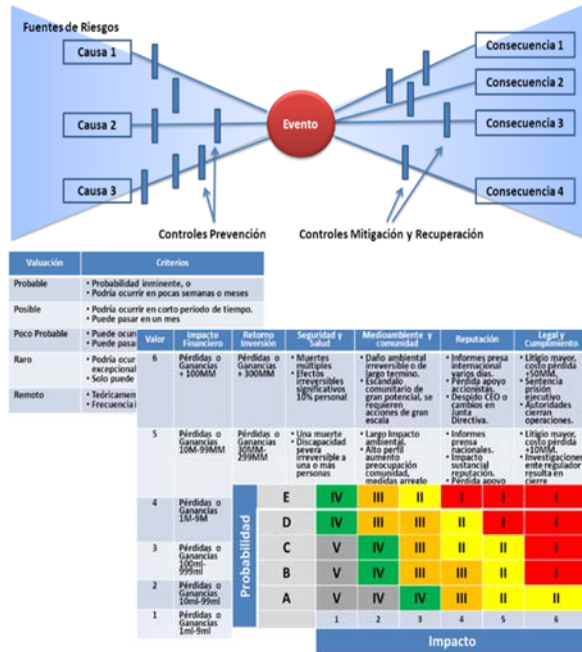 Fuentes de Riesgos
Causa 1
Causa 2
Causa 3
Evento
Consecuencia 1
Consecuencia 2
Consecuencia 3
Consecuencia 4
Controles Prevención
Controles Mitigación y Recuperación
Valuación
Criterios
Probable
• Probabilidad inminente, o
• Podría ocurrir en pocas semanas o meses
Posible
• Podría ocurrir en corto periodo de tiempo.
• Puede pasar en un mes
Poco Probable
• Puede ocurr
• Puede pasa
Raro
• Podría ocur
excepcional
• Solo puede
Remoto
• Teóricamen
• Frecuencia i
Valor
Impacto
Financiero
Retorno
Inversión
Seguridad y
Salud
Medioambiente y
comunidad
Reputación
Legal y
Cumplimiento
6
Pérdidas o
Ganancias
+ 100MM
Pérdidas o
Ganancias
+ 300MM
• Muertes
múltiples
• Efectos
irreversibles
significativos
10% personal
• Daño ambiental
irreversible o de
largo termino.
• Escándalo
comunitario de
gran potencial, se
requieren
acciones de gran
escala
• Informes presa
internacional
varios días.
• Pérdida apoyo
accionistas.
• Despido CEO o
cambios en
Junta
Directiva.
• Litigio mayor,
costo pérdida
+50MM.
• Sentencia
prisión
ejecutivo
• Autoridades
cierran
operaciones.
5
Pérdidas o
Ganancias
10M-99MM
Pérdidas o
Ganancias
30MM-
299MM
• Una muerte
• Discapacidad
severa
irreversible a
una o más
personas
• Largo Impacto
ambiental.
• Alto perfil
aumento
preocupación
comunidad,
medidas arreglo
• Informes
prensa
nacionales.
• Impacto
sustancial
reputación.
• Pérdida apoyo
• Litigio mayor,
costo pérdida
+10MM.
• Investigaciones
ente regulador
resulta en
cierre
4
Pérdidas o
Ganancias
1M-9M
3
Pérdidas o
Ganancias
100ml-
999ml
2
Pérdidas o
Ganancias
10ml-99ml
1
Pérdidas o
Ganancias
1ml-9ml
Probabilidad
E IV III II I I I
D IV III III II I I
C V IV III II II I
B V IV III III II I
A V IV IV III II II
1 2 3 4 5 6
Impacto